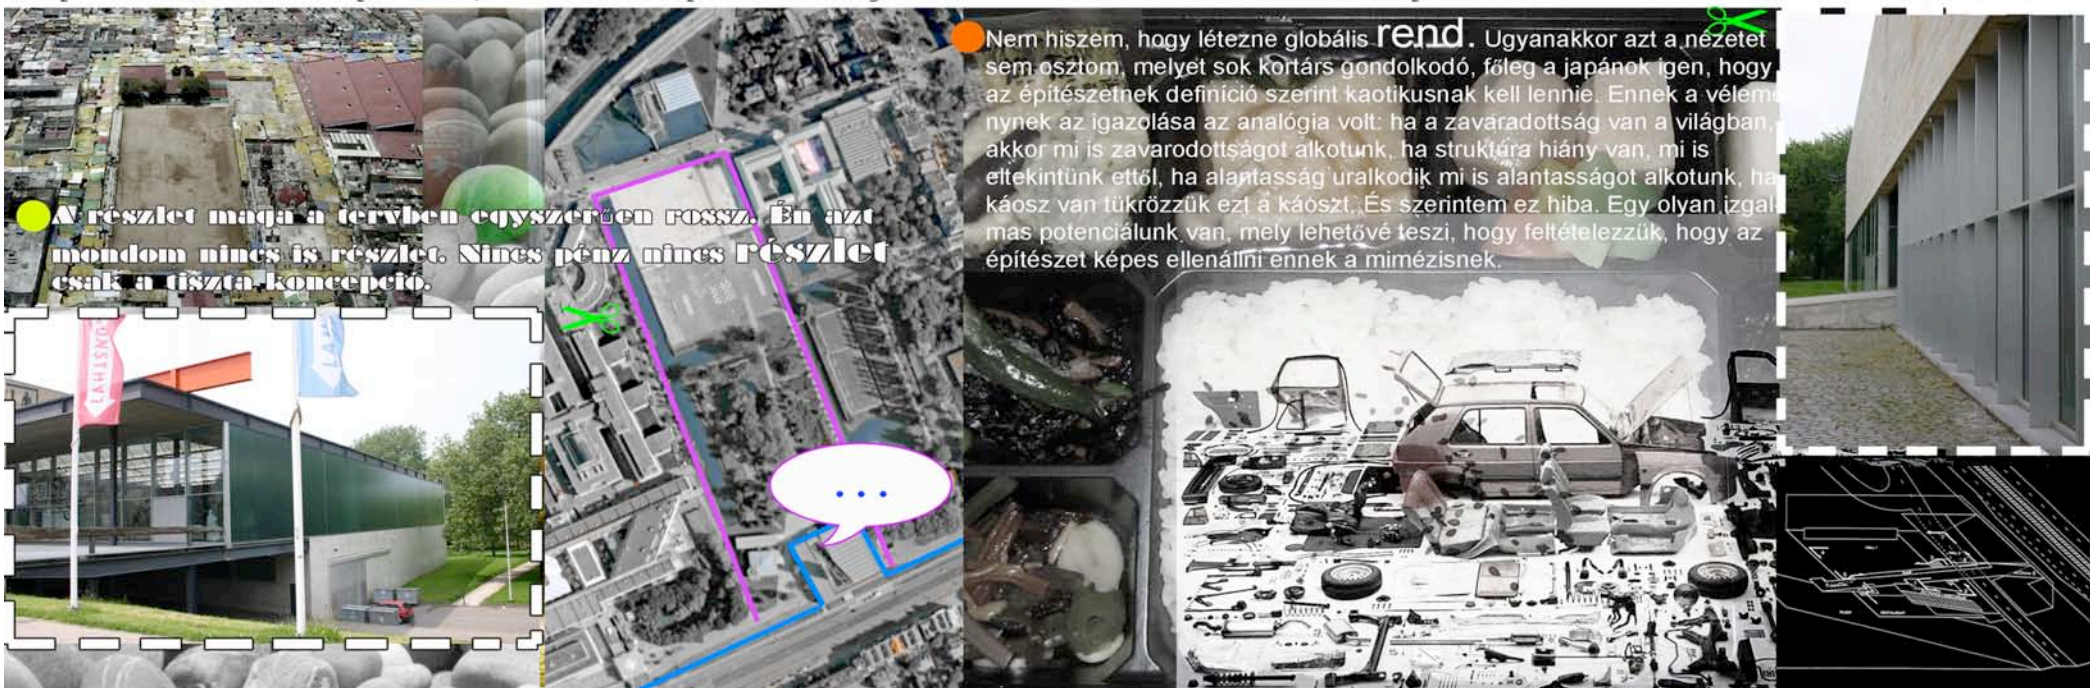 A részlet maga a tervben egyszerűen rossz. Én azt
mondom nincs is részlet. Nincs pénz nincs részlet
csak a tiszta koncepció.
Nem hiszem, hogy létezne globális rend. Ugyanakkor azt a nézetet
sem osztom, melyet sok kortárs gondolkodó, főleg a japánok igen, hogy
az építészetnek definíció szerint kaotikusnak kell lennie. Ennek a vélemé
nynek az igazolása az analógia volt: ha a zavaradottság van a világban,
akkor mi is zavarodottságot alkotunk, ha struktúra hiány van, mi is
eltekintünk ettől, ha alantasság uralkodik mi is alantasságot alkotunk, ha
káosz van tükrözzük ezt a káoszt. És szerintem ez hiba. Egy olyan izgal-
mas potenciálunk van, mely lehetővé teszi, hogy feltételezzük, hogy az
építészet képes ellenállni ennek a mimézisnek.
...